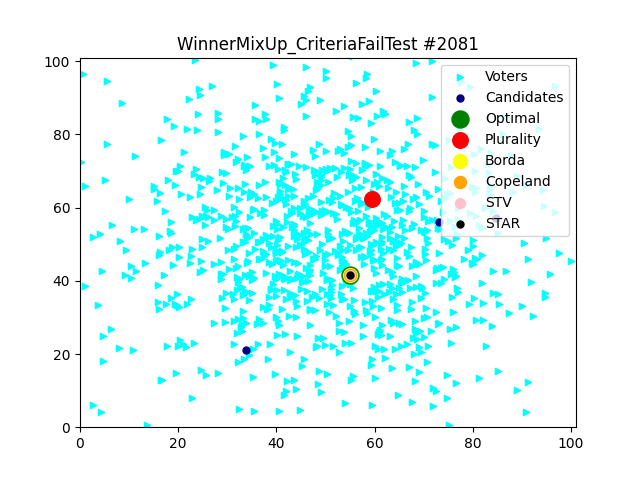 WinnerMixUp_CriteriaFailTest #2081
100
80
60
40
20
0
0
20
40
60
80
100
Voters
Candidates
Optimal
Plurality
Borda
Copeland
STV
STAR